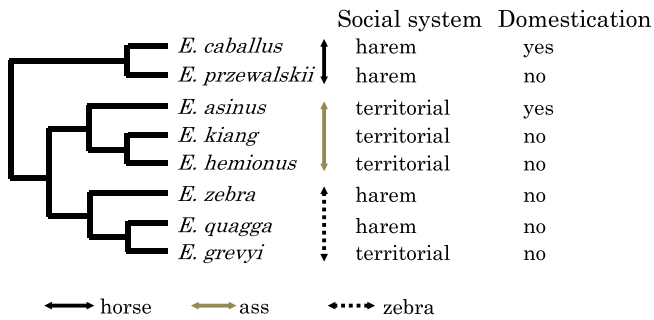 Social system Domestication
E. caballus harem yes
E. przewalskii harem no
E. asinus territorial yes
E. kiang territorial no
E. hemionus territorial no
E. zebra harem no
E. quagga harem no
E. grevyi territorial no
horse ass zebra